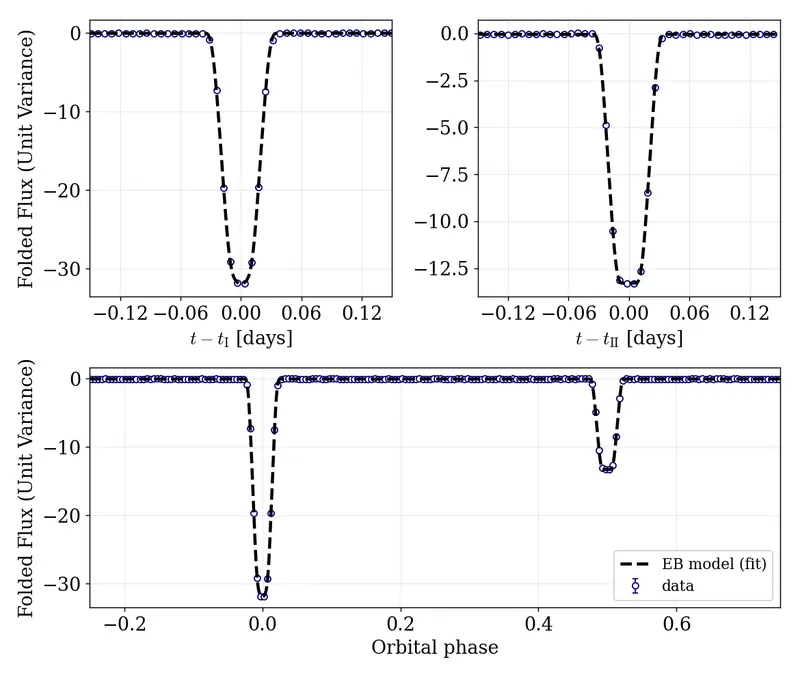 Folded Flux (Unit Variance)
0
−10
−20
−30
−0.12 −0.06 0.00 0.06 0.12
t − tI [days]
0.0
−2.5
−5.0
−7.5
−10.0
−12.5
−0.12 −0.06 0.00 0.06 0.12
t − tII [days]
Folded Flux (Unit Variance)
0
−10
−20
−30
EB model (fit)
data
−0.2 0.0 0.2 0.4 0.6
Orbital phase